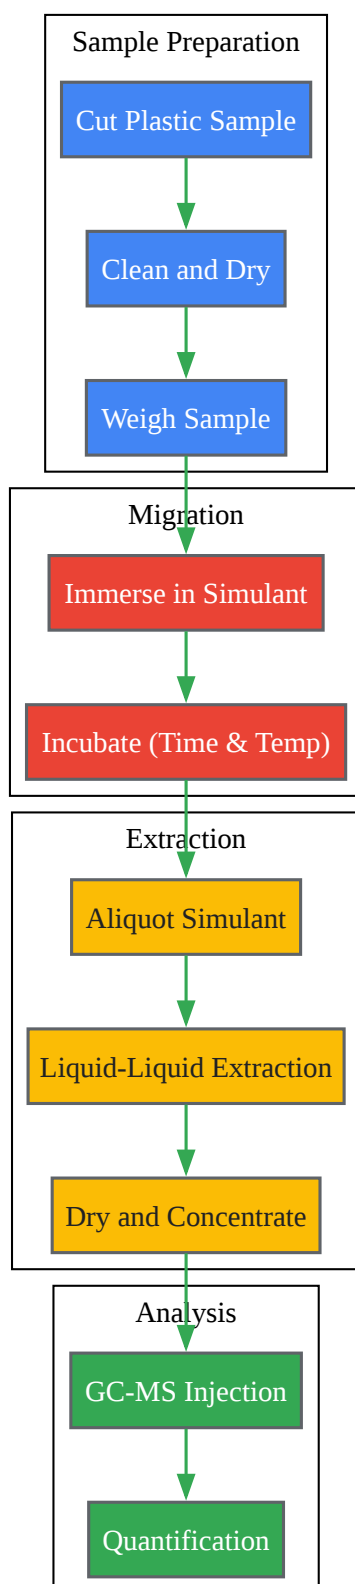 Sample Preparation
Cut Plastic Sample
Clean and Dry
Weigh Sample
Migration
Immerse in Simulant
Incubate (Time & Temp)
Extraction
Aliquot Simulant
Liquid-Liquid Extraction
Dry and Concentrate
Analysis
GC-MS Injection
Quantification